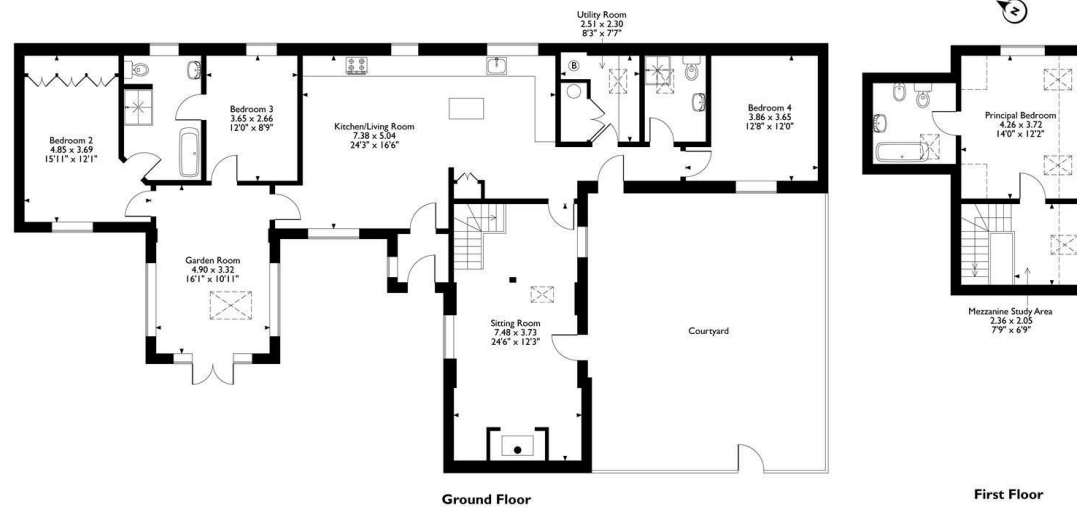 Utility Room
2.51 x 2.30
8'3" x 7'7"
N
B
Bedroom 2
4.85 x 3.69
15'11" x 12'1"
Bedroom 3
3.65 x 2.66
12'0" x 8'9"
Kitchen/Living Room
7.38 x 5.04
24'3" x 16'6"
Bedroom 4
3.86 x 3.65
12'8" x 12'0"
Principal Bedroom
4.26 x 3.72
14'0" x 12'2"
Garden Room
4.90 x 3.32
16'1" x 10'11"
Sitting Room
7.48 x 3.73
24'6" x 12'3"
Courtyard
Mezzanine Study Area
2.36 x 2.05
7'9" x 6'9"
Ground Floor
First Floor